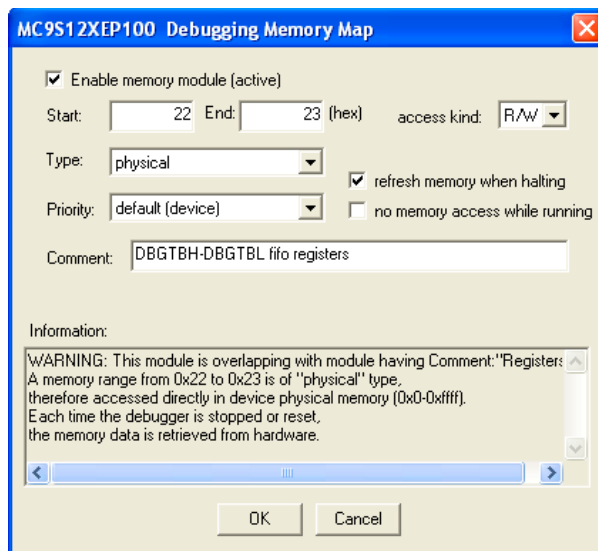 MC9S12XEP100 Debugging Memory Map
Enable memory module (active)
Start: 22 End: 23 (hex) access kind: R/W
Type: physical
refresh memory when halting
Priority: default (device)
no memory access while running
Comment: DBGTBH-DBGTBL fifo registers
Information:
WARNING: This module is overlapping with module having Comment:"Registers
A memory range from 0x22 to 0x23 is of "physical" type,
therefore accessed directly in device physical memory (0x0-0xffff).
Each time the debugger is stopped or reset,
the memory data is retrieved from hardware.
OK Cancel